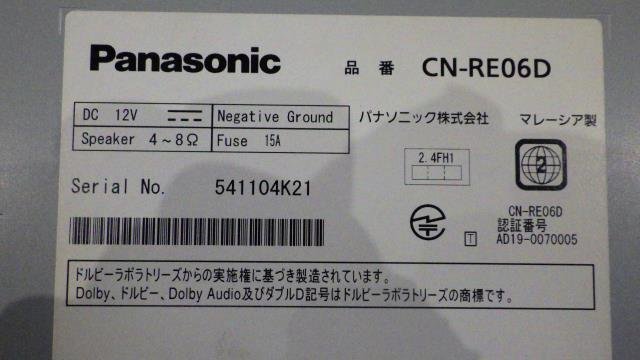 Panasonic 品番 CN-RE06D
DC 12V Negative Ground
Speaker 4~8Ω Fuse 15A
パナソニック株式会社 マレーシア製
2.4FH1
2
Serial No. 541104K21
CN-RE06D
認証番号
T AD19-0070005
ドルビーラボラトリーズからの実施権に基づき製造されています。
Dolby、ドルビー、Dolby Audio及びダブルD記号はドルビーラボラトリーズの商標です。